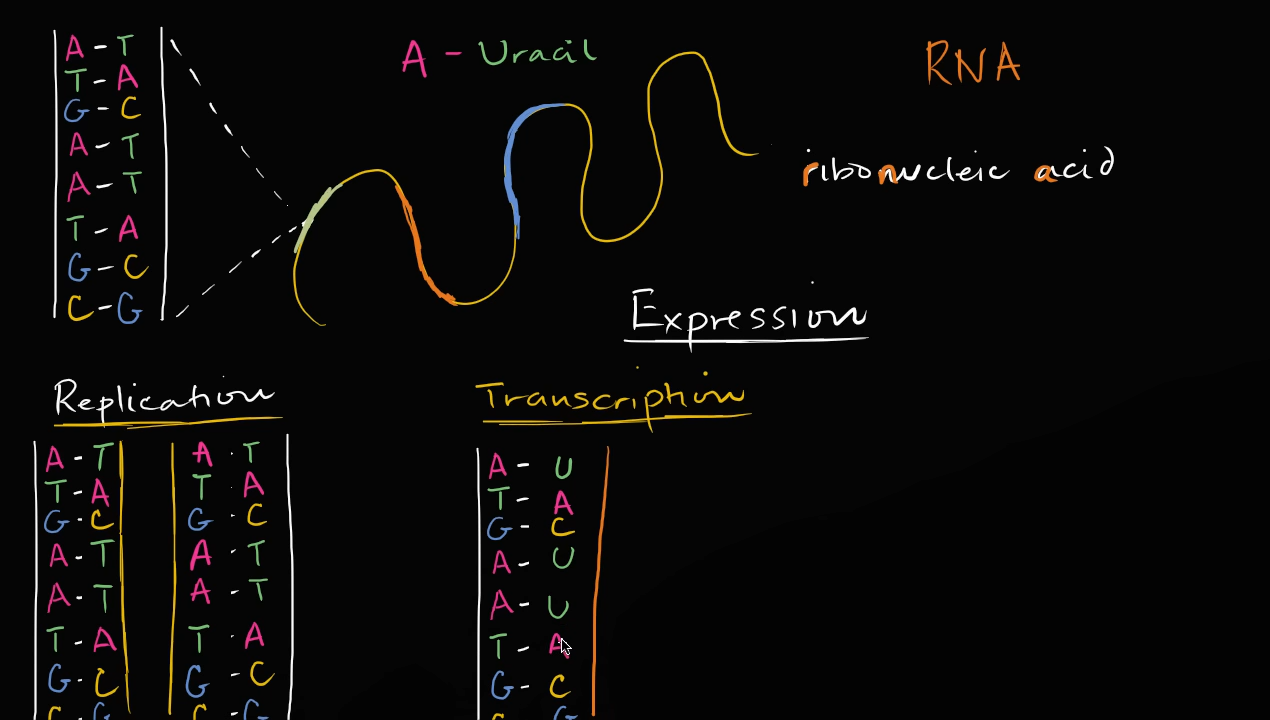 A - T
T - A
G - C
A - T
A - T
T - A
G - C
C - G
A - Uracil
RNA
ribonucleic acid
Expression
Replication
A - T A - T
T - A T - A
G - C G - C
A - T A - T
A - T A - T
T - A T - A
G - C G - C
C - G C - G
Transcription
A - U
T - A
G - C
A - U
A - U
T - A
G - C
C G